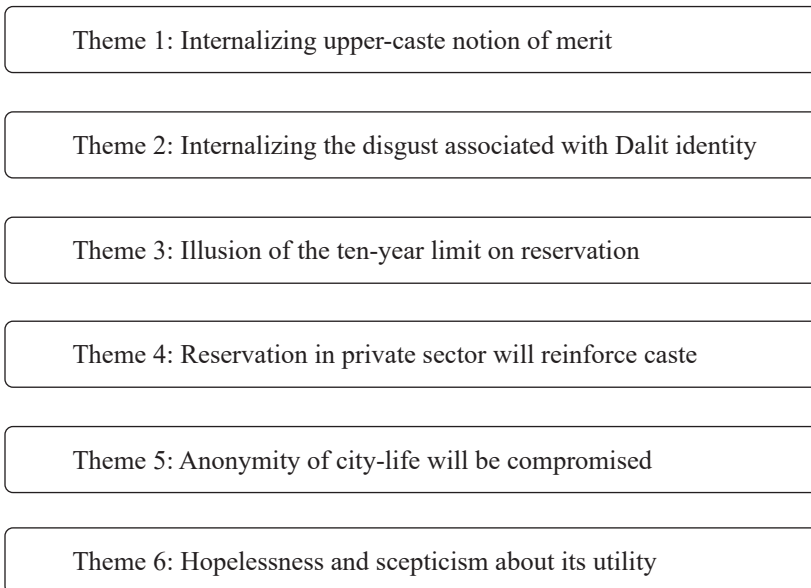 Theme 1: Internalizing upper-caste notion of merit
Theme 2: Internalizing the disgust associated with Dalit identity
Theme 3: Illusion of the ten-year limit on reservation
Theme 4: Reservation in private sector will reinforce caste
Theme 5: Anonymity of city-life will be compromised
Theme 6: Hopelessness and scepticism about its utility